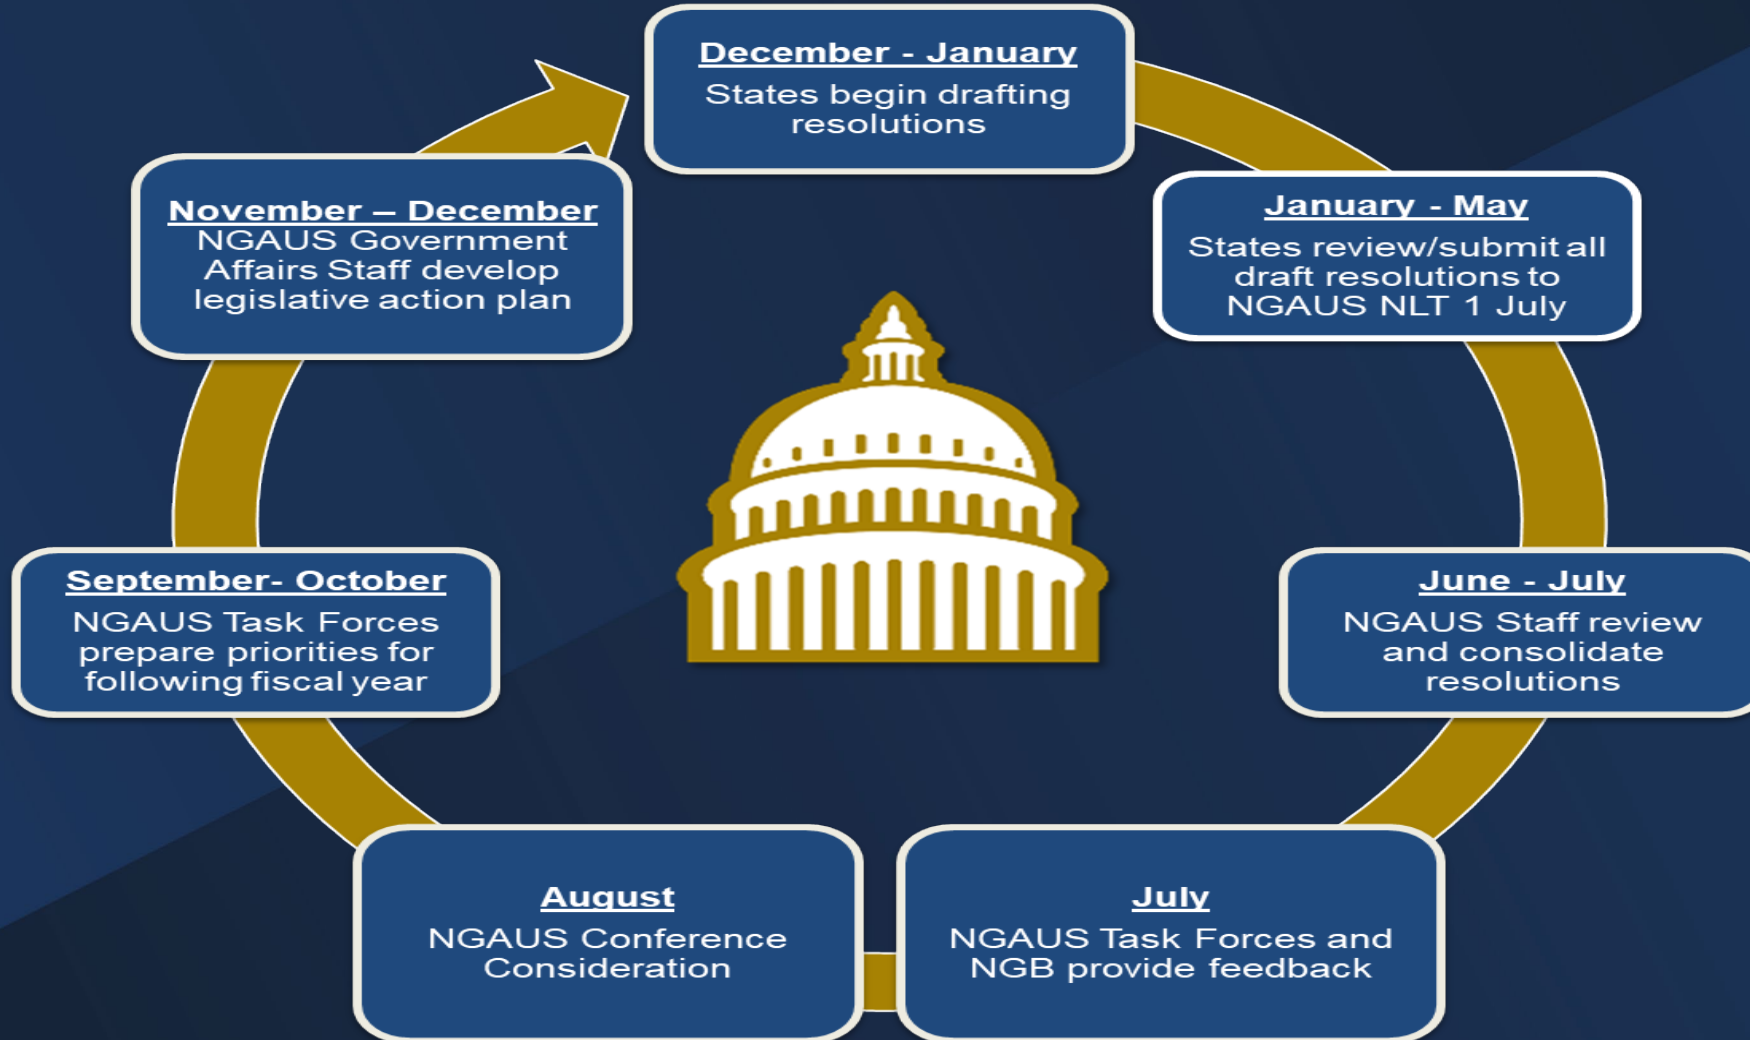 December - January
States begin drafting
resolutions
January - May
States review/submit all
draft resolutions to
NGAUS NLT 1 July
June - July
NGAUS Staff review
and consolidate
resolutions
July
NGAUS Task Forces and
NGB provide feedback
August
NGAUS Conference
Consideration
September- October
NGAUS Task Forces
prepare priorities for
following fiscal year
November – December
NGAUS Government
Affairs Staff develop
legislative action plan